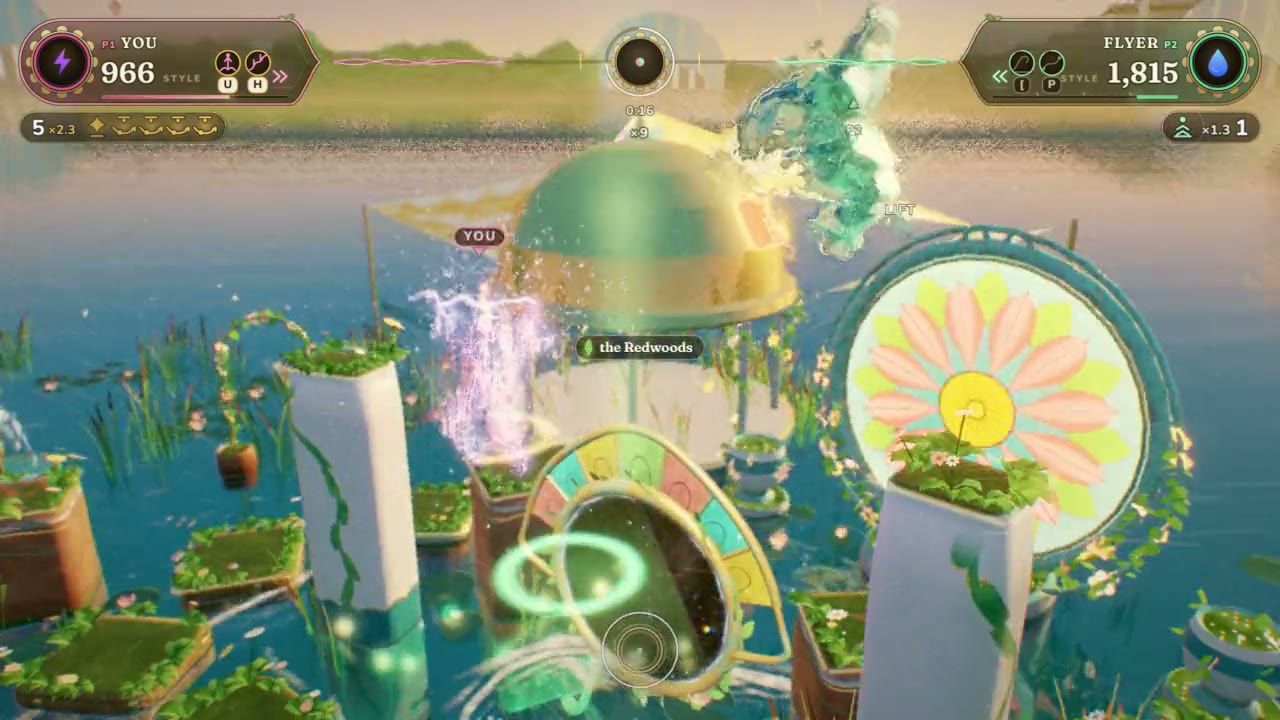 P1 YOU
966 STYLE
U H
5 ×2.3
0:16
×9
FLYER P2
STYLE 1,815
I P
×1.3 1
P2
LIFT
YOU
the Redwoods